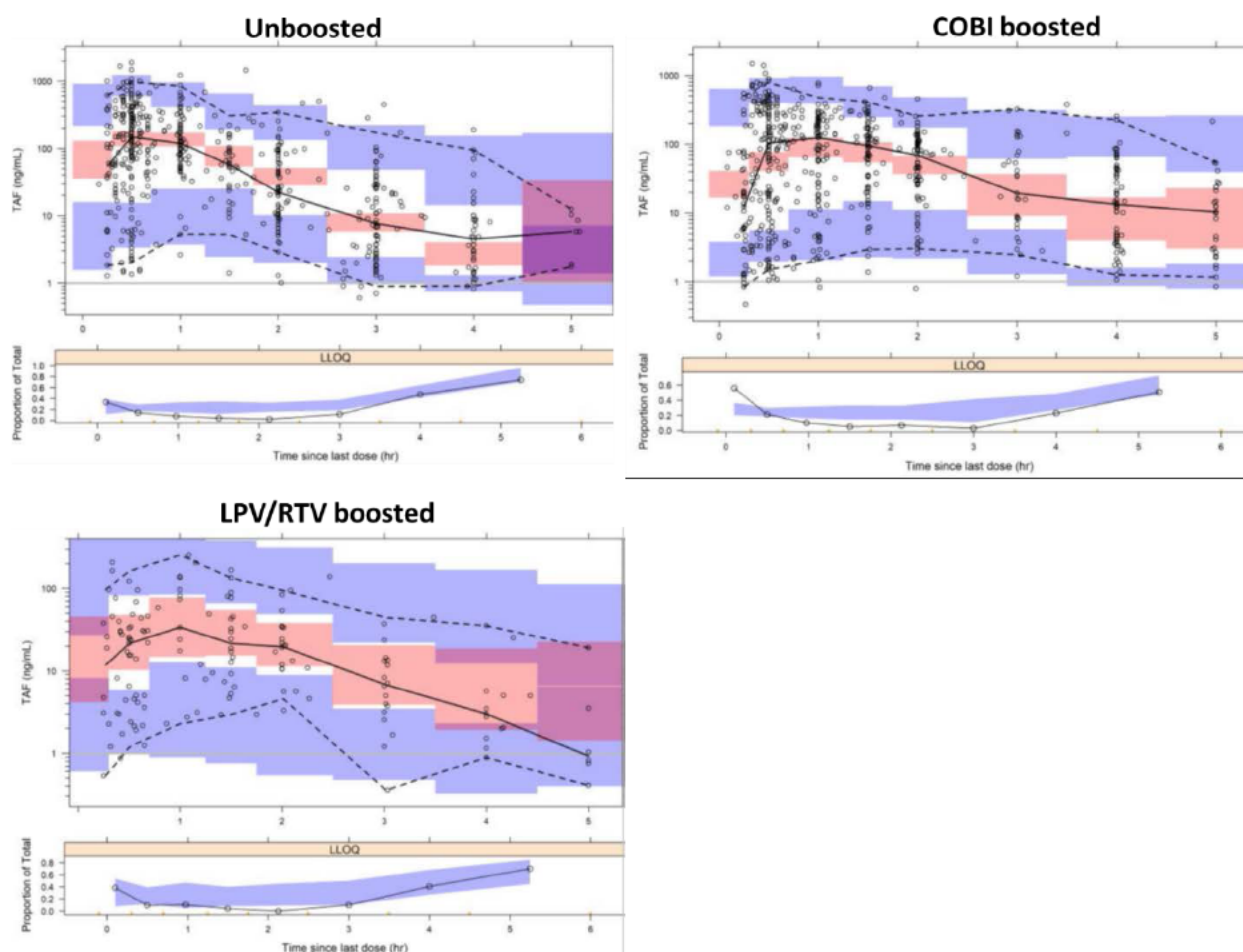 Unboosted
TAF (ng/mL)
1000
100
10
1
0 1 2 3 4 5
LLOQ
Proportion of Total
1.0
0.8
0.6
0.4
0.2
0.0
0 1 2 3 4 5 6
Time since last dose (hr)
COBI boosted
TAF (ng/mL)
1000
100
10
1
0 1 2 3 4 5
LLOQ
Proportion of Total
0.6
0.4
0.2
0.0
0 1 2 3 4 5 6
Time since last dose (hr)
LPV/RTV boosted
TAF (ng/mL)
100
10
1
1 2 3 4 5
LLOQ
Proportion of Total
0.8
0.6
0.4
0.2
0.0
0 1 2 3 4 5 6
Time since last dose (hr)